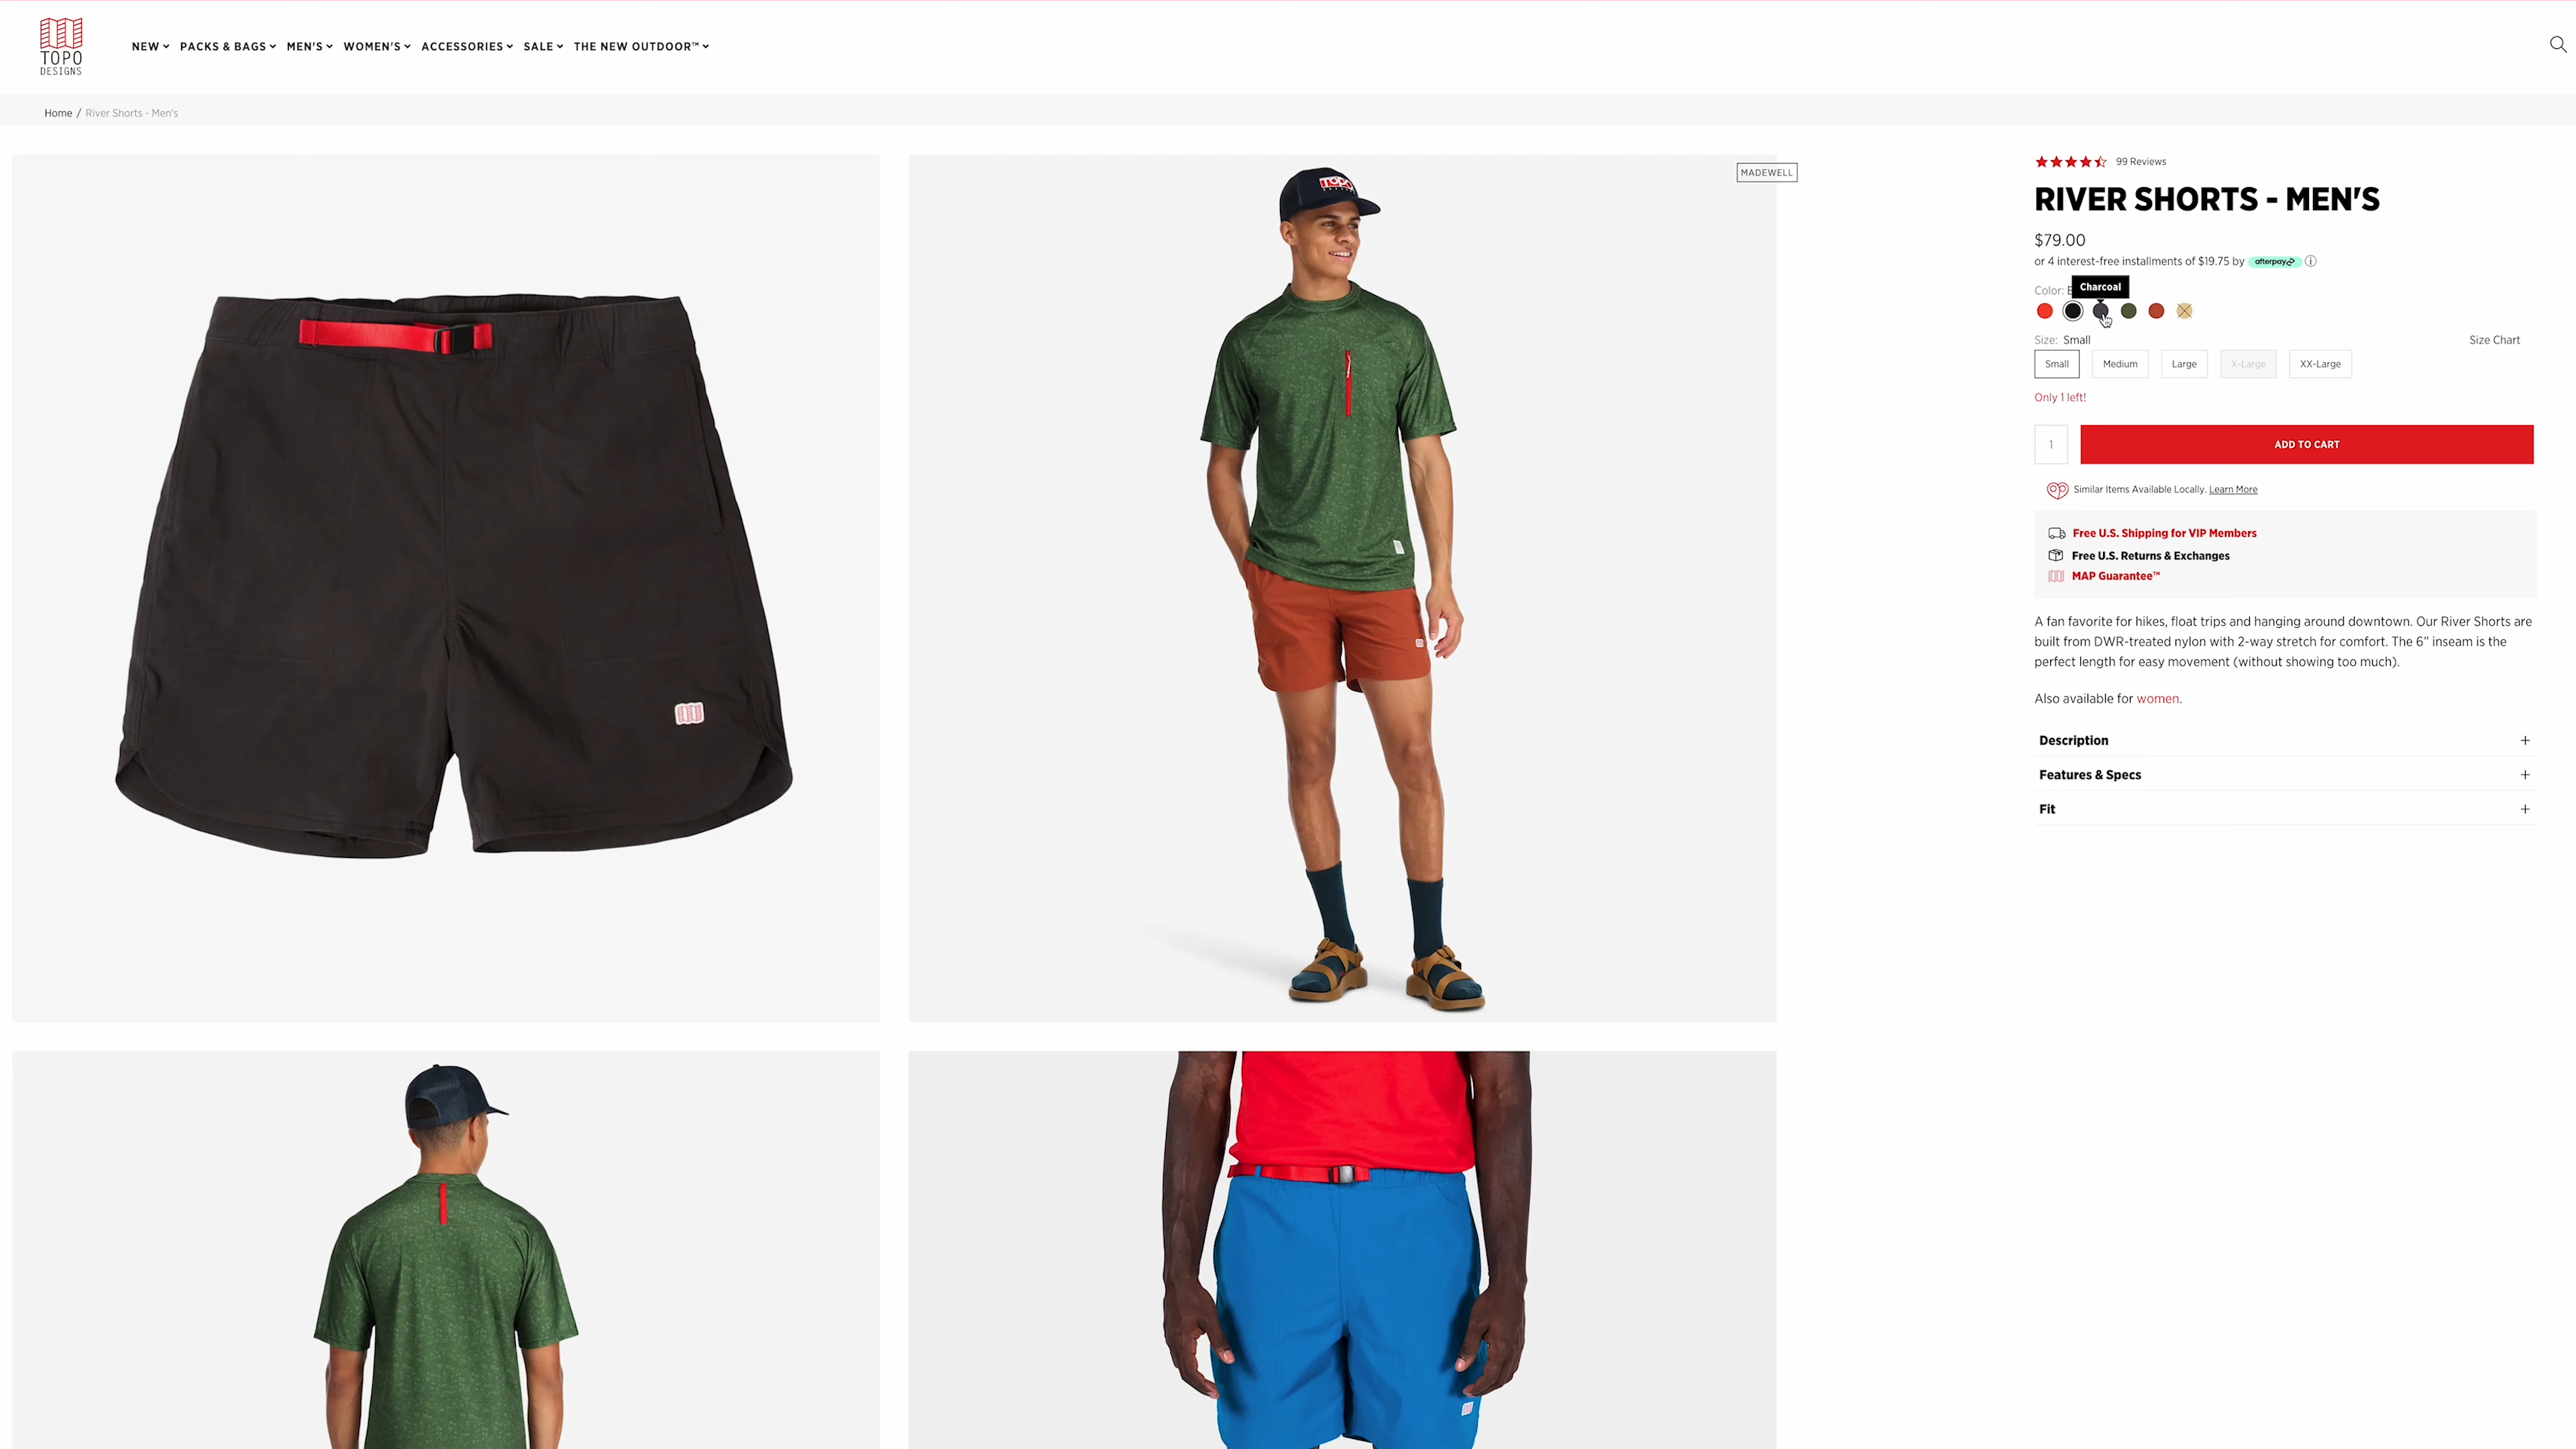 TOPO
DESIGNS
NEW PACKS & BAGS MEN'S WOMEN'S ACCESSORIES SALE THE NEW OUTDOOR™
Home / River Shorts - Men's
TOPO
MADEWELL
99 Reviews
RIVER SHORTS - MEN'S
$79.00
or 4 interest-free installments of $19.75 by afterpay
Charcoal
Color:
Size: Small
Size Chart
Small Medium Large X-Large XX-Large
Only 1 left!
1 ADD TO CART
Similar Items Available Locally. Learn More
Free U.S. Shipping for VIP Members
Free U.S. Returns & Exchanges
MAP Guarantee™
A fan favorite for hikes, float trips and hanging around downtown. Our River Shorts are
built from DWR-treated nylon with 2-way stretch for comfort. The 6” inseam is the
perfect length for easy movement (without showing too much).
Also available for women.
Description
Features & Specs
Fit